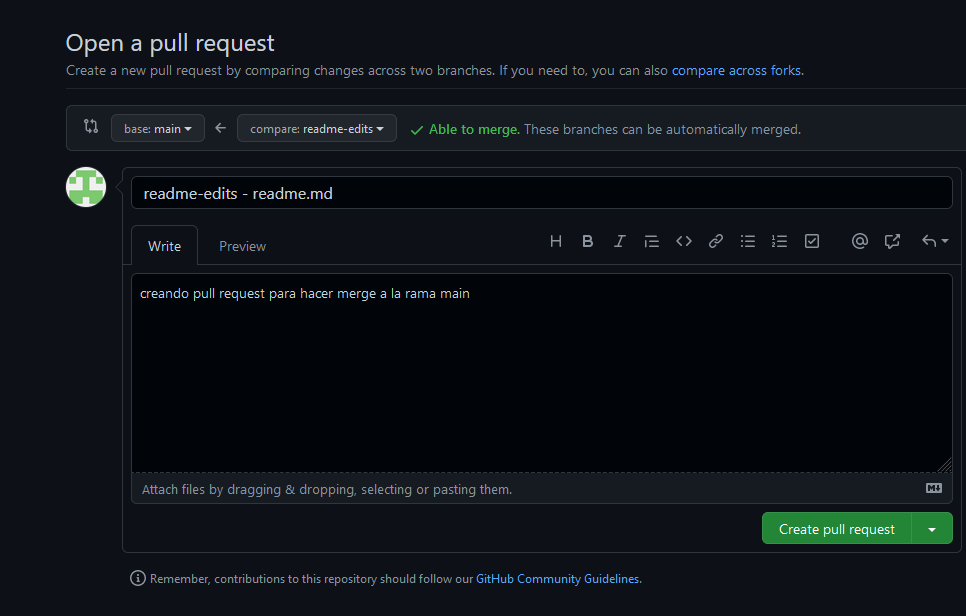 Open a pull request
Create a new pull request by comparing changes across two branches. If you need to, you can also compare across forks.
base: main compare: readme-edits Able to merge. These branches can be automatically merged.
readme-edits - readme.md
Write Preview
creando pull request para hacer merge a la rama main
Attach files by dragging & dropping, selecting or pasting them.
Create pull request
Remember, contributions to this repository should follow our GitHub Community Guidelines.